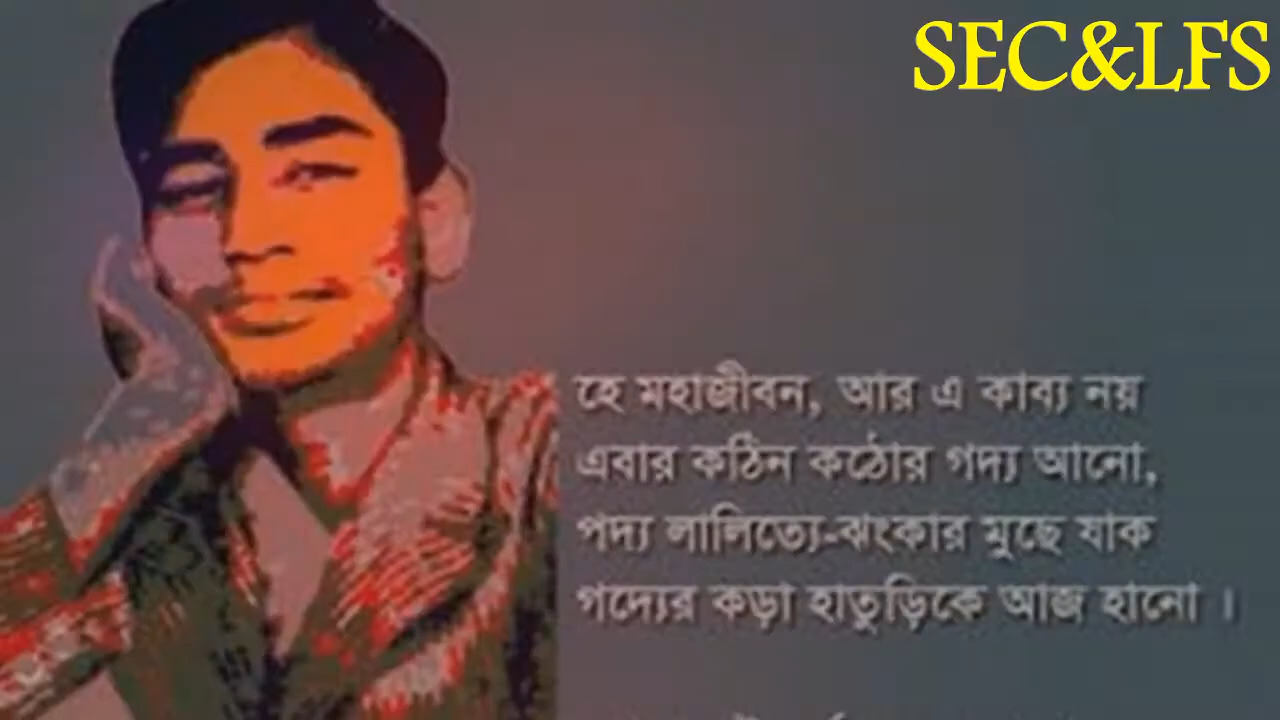 SEC&LFS
হে মহাজীবন, আর এ কাব্য নয়
এবার কঠিন কঠোর গদ্য আনো,
পদ্য লালিত্যে-ঝংকার মুছে যাক
গদ্যের কড়া হাতুড়িকে আজ হানো ।